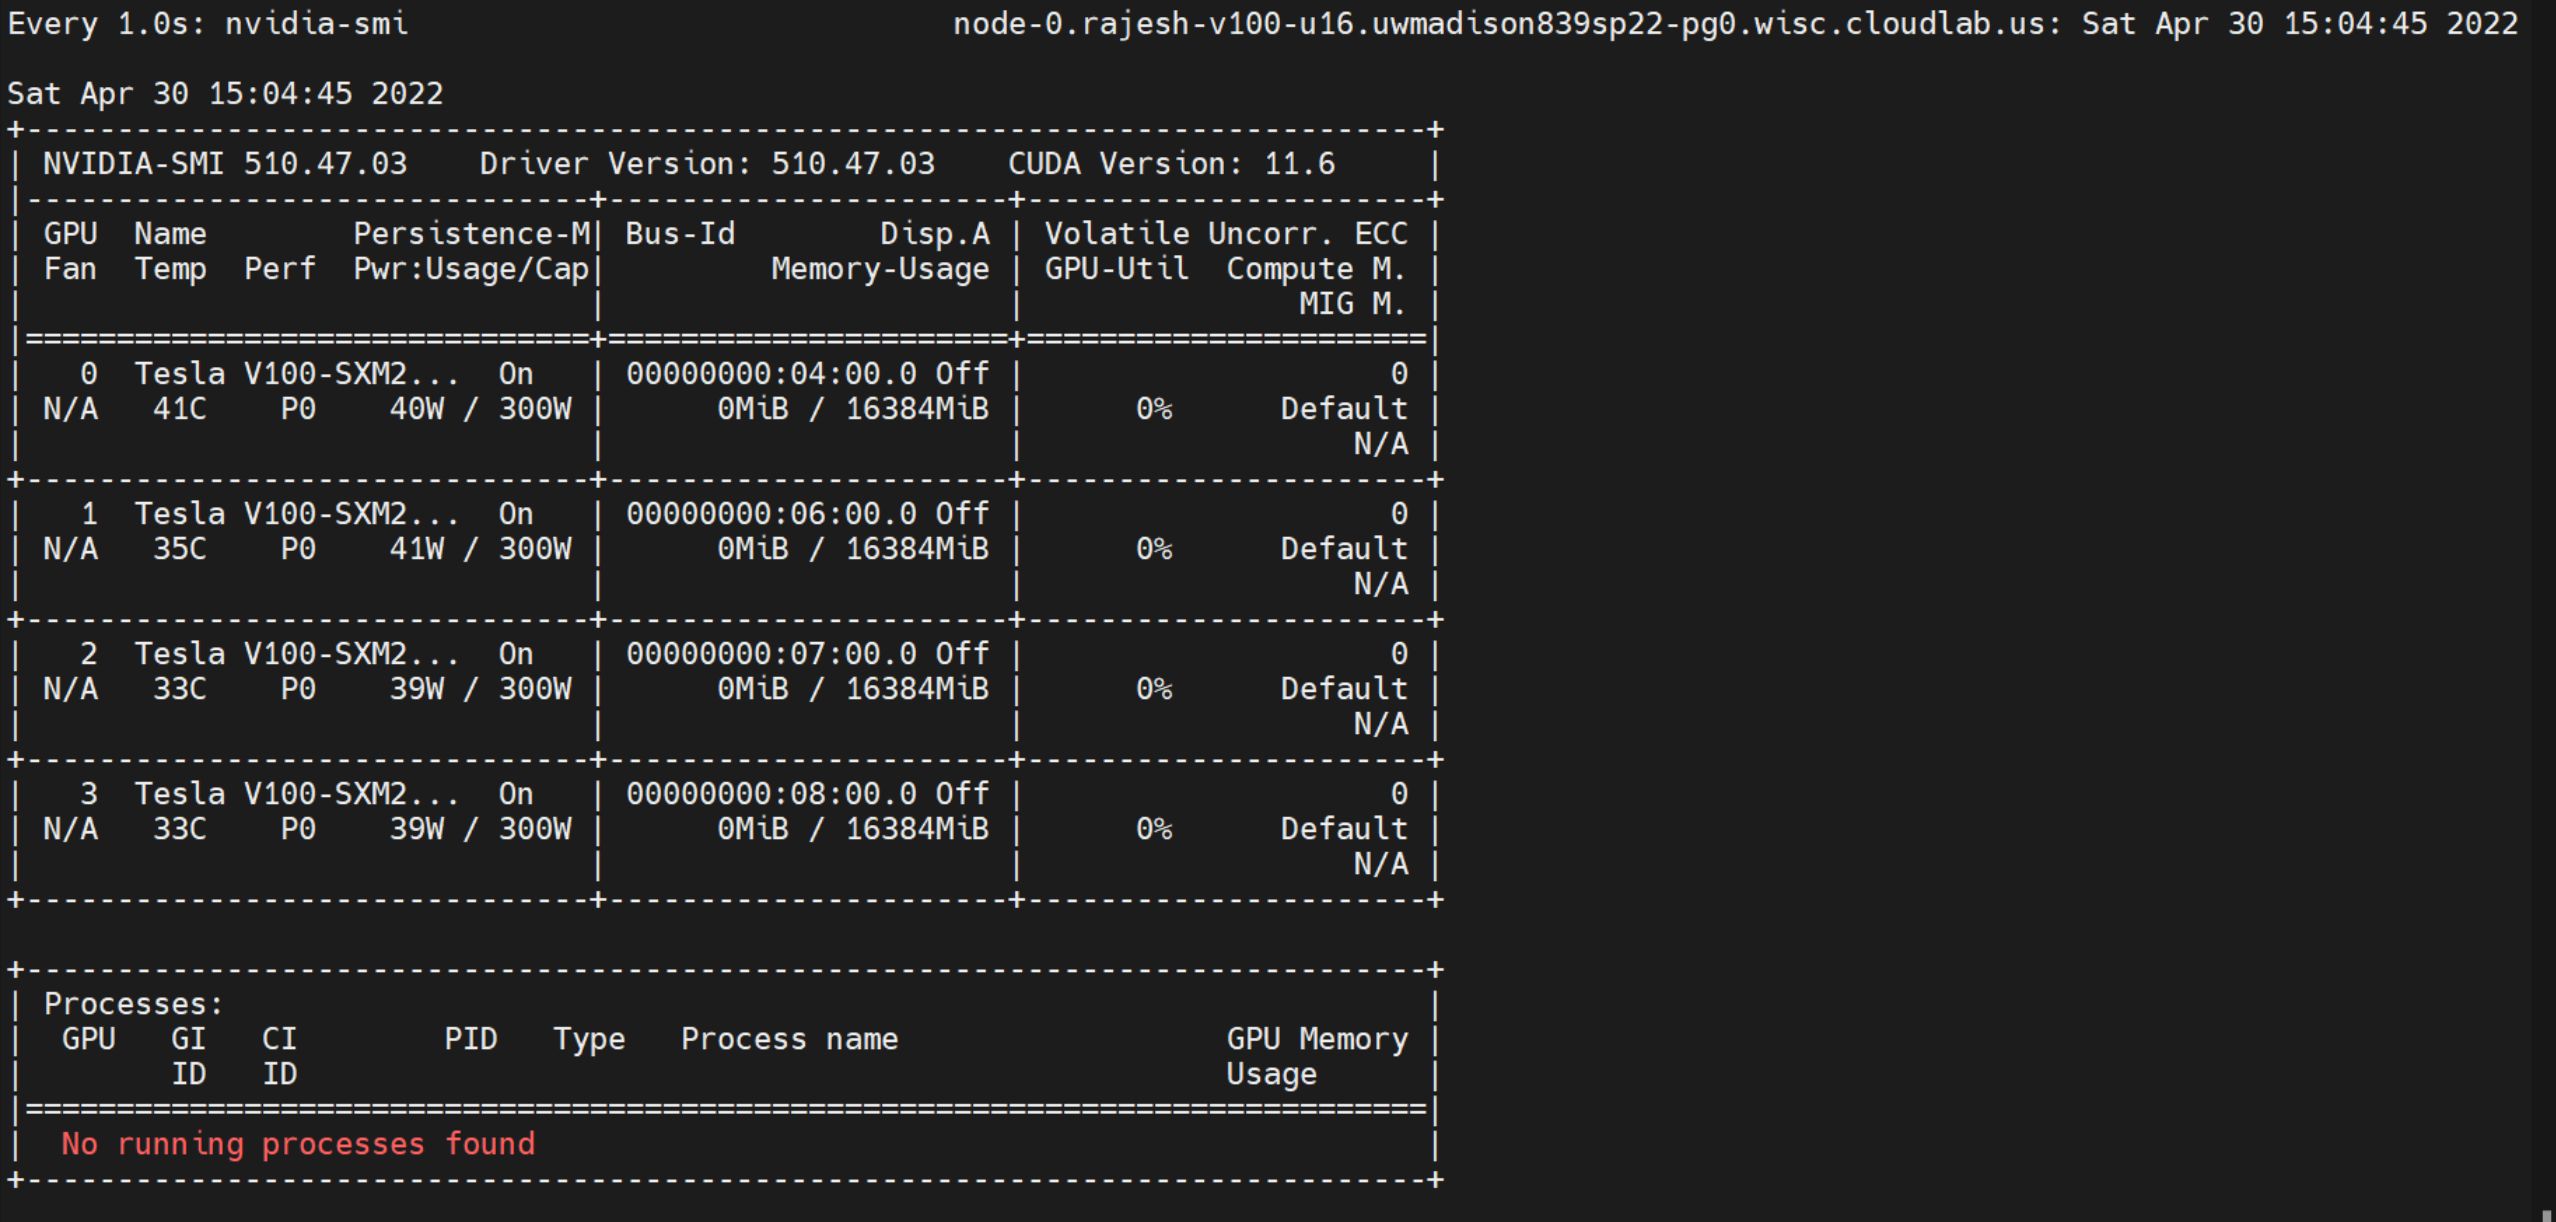 Every 1.0s: nvidia-smi                              node-0.rajesh-v100-u16.uwmadison839sp22-pg0.wisc.cloudlab.us: Sat Apr 30 15:04:45 2022

Sat Apr 30 15:04:45 2022
+-----------------------------------------------------------------------------+
| NVIDIA-SMI 510.47.03    Driver Version: 510.47.03    CUDA Version: 11.6     |
|-------------------------------+----------------------+----------------------+
| GPU  Name        Persistence-M| Bus-Id        Disp.A | Volatile Uncorr. ECC |
| Fan  Temp  Perf  Pwr:Usage/Cap|         Memory-Usage | GPU-Util  Compute M. |
|                               |                      |               MIG M. |
|===============================+======================+======================|
|   0  Tesla V100-SXM2...  On   | 00000000:04:00.0 Off |                    0 |
| N/A   41C    P0    40W / 300W |      0MiB / 16384MiB |      0%      Default |
|                               |                      |                  N/A |
+-------------------------------+----------------------+----------------------+
|   1  Tesla V100-SXM2...  On   | 00000000:06:00.0 Off |                    0 |
| N/A   35C    P0    41W / 300W |      0MiB / 16384MiB |      0%      Default |
|                               |                      |                  N/A |
+-------------------------------+----------------------+----------------------+
|   2  Tesla V100-SXM2...  On   | 00000000:07:00.0 Off |                    0 |
| N/A   33C    P0    39W / 300W |      0MiB / 16384MiB |      0%      Default |
|                               |                      |                  N/A |
+-------------------------------+----------------------+----------------------+
|   3  Tesla V100-SXM2...  On   | 00000000:08:00.0 Off |                    0 |
| N/A   33C    P0    39W / 300W |      0MiB / 16384MiB |      0%      Default |
|                               |                      |                  N/A |
+-------------------------------+----------------------+----------------------+

+-----------------------------------------------------------------------------+
| Processes:                                                                  |
|  GPU   GI   CI        PID   Type   Process name                  GPU Memory |
|        ID   ID                                                   Usage      |
|=============================================================================|
|  No running processes found                                                 |
+-----------------------------------------------------------------------------+